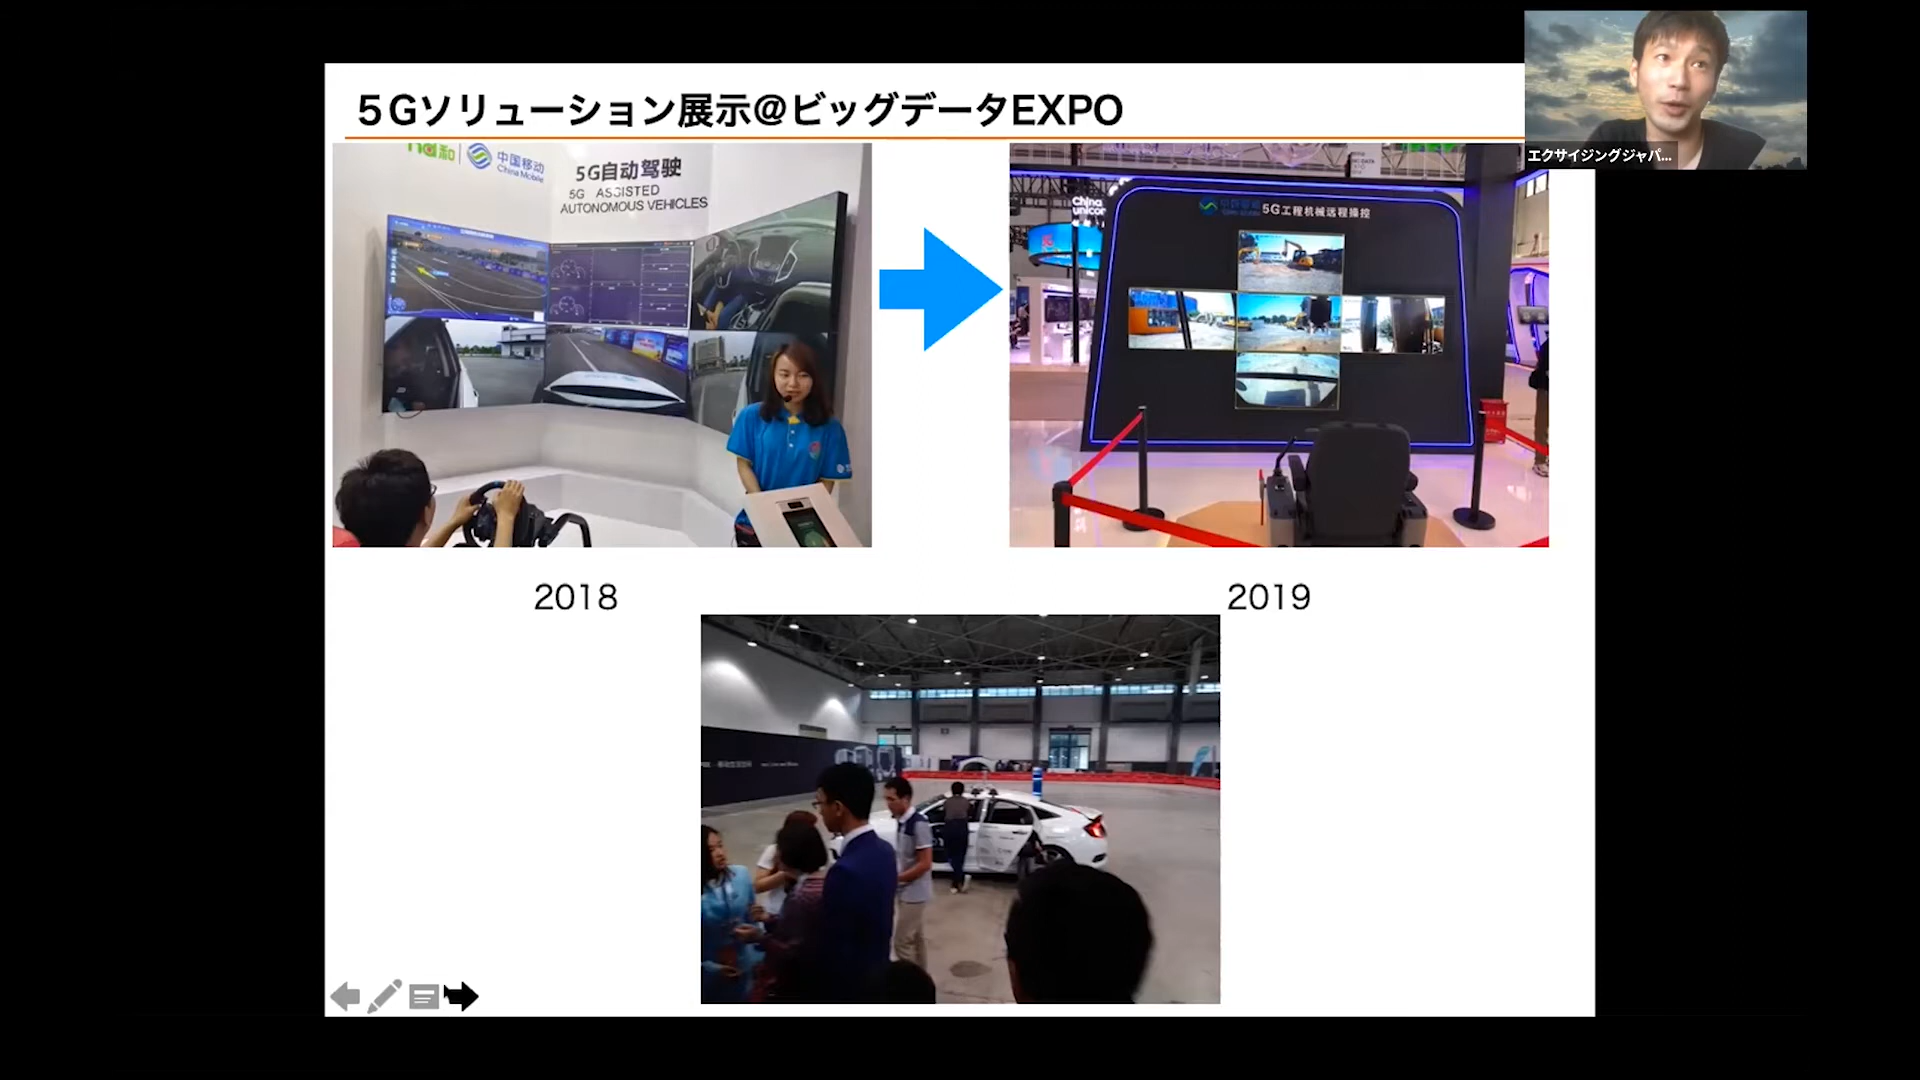 ５Gソリューション展示@ビッグデータEXPO
エクサイジングジャパ...
中国移动
China Mobile
5G自动驾驶
5G ASSISTED
AUTONOMOUS VEHICLES
China
unicom
5G工程机械远程操控
2018
2019